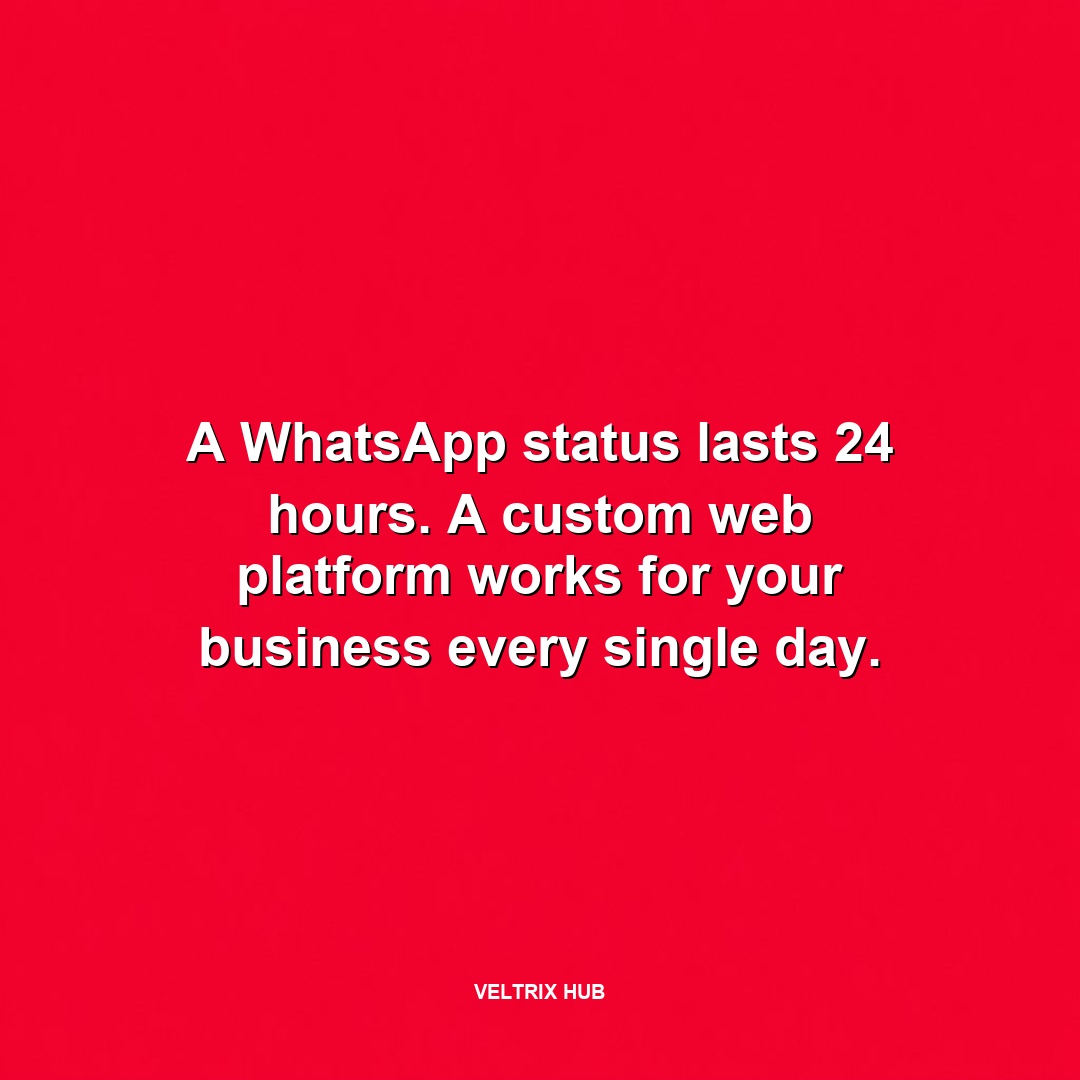 A WhatsApp status lasts 24
hours. A custom web
platform works for your
business every single day.
VELTRIX HUB